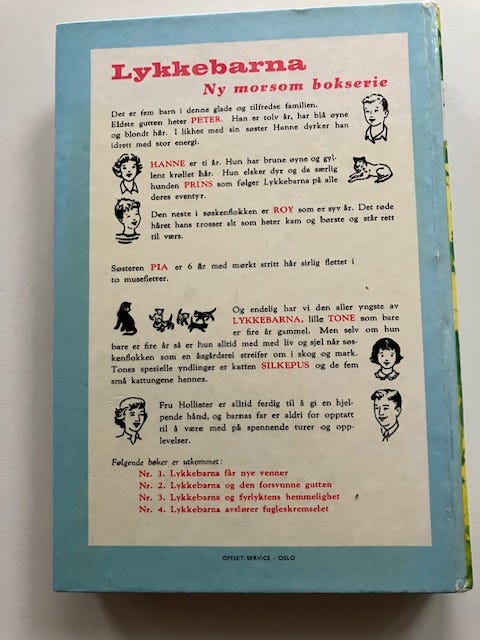 Lykkebarna
Ny morsom bokserie
Det er fem barn i denne glade og tilfredse familien.
Eldste gutten heter PETER. Han er tolv år, har blå øyne
og blondt hår. I likhet med sin søster Hanne dyrker han
idrett med stor energi.
HANNE er ti år. Hun har brune øyne og gyl-
lent krøllet hår. Hun elsker dyr og da særlig
hunden PRINS som følger Lykkebarna på alle
deres eventyr.
Den neste i søskenflokken er ROY som er syv år. Det røde
håret hans trosser alt som heter kam og børste og står rett
til værs.
Søsteren PIA er 6 år med mørkt stritt hår sirlig flettet i
to musefletter.
Og endelig har vi den aller yngste av
LYKKEBARNA, lille TONE som bare
er fire år gammel. Men selv om hun
bare er fire år så er hun alltid med med liv og sjel når søs-
kenflokken som en åsgårdsrei streifer om i skog og mark.
Tones spesielle yndlinger er katten SILKEPUS og de fem
små kattungene hennes.
Fru Hollister er alltid ferdig til å gi en hjel-
pende hånd, og barnas far er aldri for opptatt
til å være med på spennende turer og opp-
levelser.
Følgende bøker er utkommet:
Nr. 1. Lykkebarna får nye venner
Nr. 2. Lykkebarna og den forsvunne gutten
Nr. 3. Lykkebarna og fyrlyktens hemmelighet
Nr. 4. Lykkebarna avslører fugleskremselet
OFFSET-SERVICE - OSLO